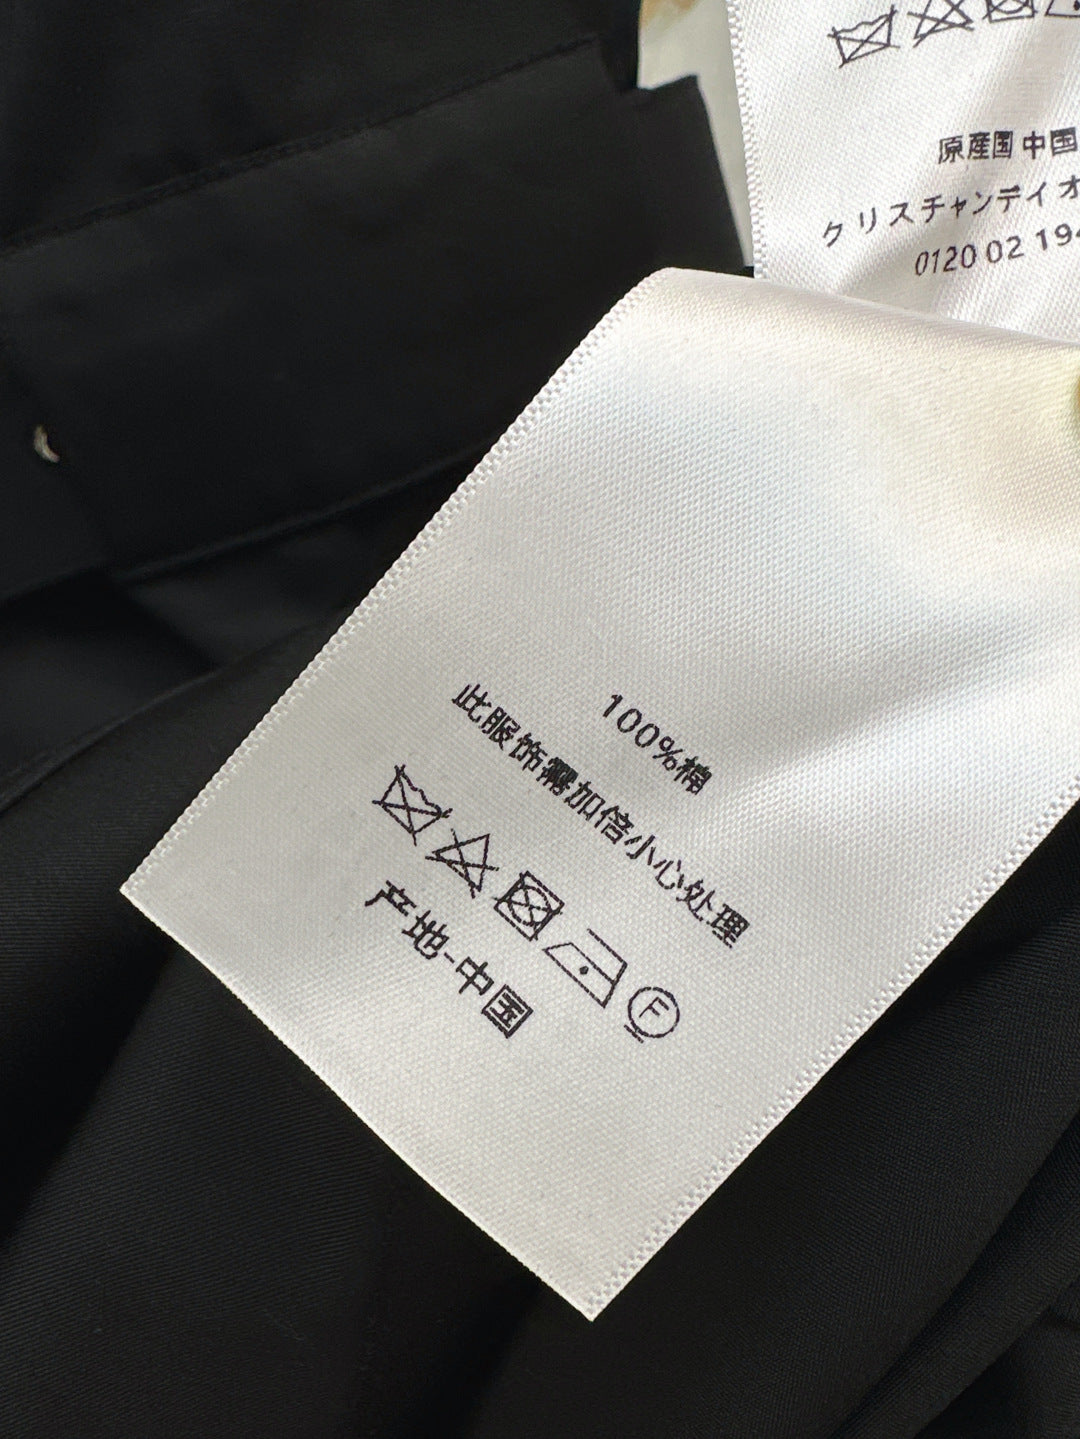 原産国 中国
クリスチャンディオ
0120 02 194
100%棉
此服饰需加倍小心处理
F
产地-中国